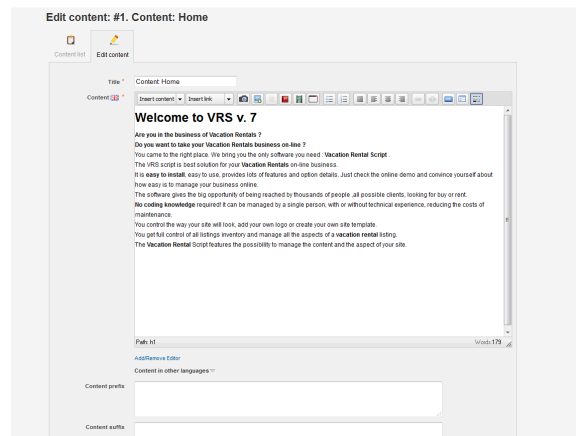 Edit content: #1. Content: Home
Content list
Edit content
Title *
Content: Home
Content *
Insert content
Insert link
Welcome to VRS v. 7
Are you in the business of Vacation Rentals ?
Do you want to take your Vacation Rentals business on-line ?
You came to the right place. We bring you the only software you need : Vacation Rental Script .
The VRS script is best solution for your Vacation Rentals on-line business.
It is easy to install, easy to use, provides lots of features and option details. Just check the online demo and convince yourself about
how easy is to manage your business online.
The software gives the big opportunity of being reached by thousands of people ,all possible clients, looking for buy or rent.
No coding knowledge required! It can be managed by a single person, with or without technical experience, reducing the costs of
maintenance.
You control the way your site will look, add your own logo or create your own site template.
You get full control of all listings inventory and manage all the aspects of a vacation rental listing.
The Vacation Rental Script features the possibility to manage the content and the aspect of your site.
Path: h1
Words:179
Add/Remove Editor
Content in other languages
Content prefix
Content suffix